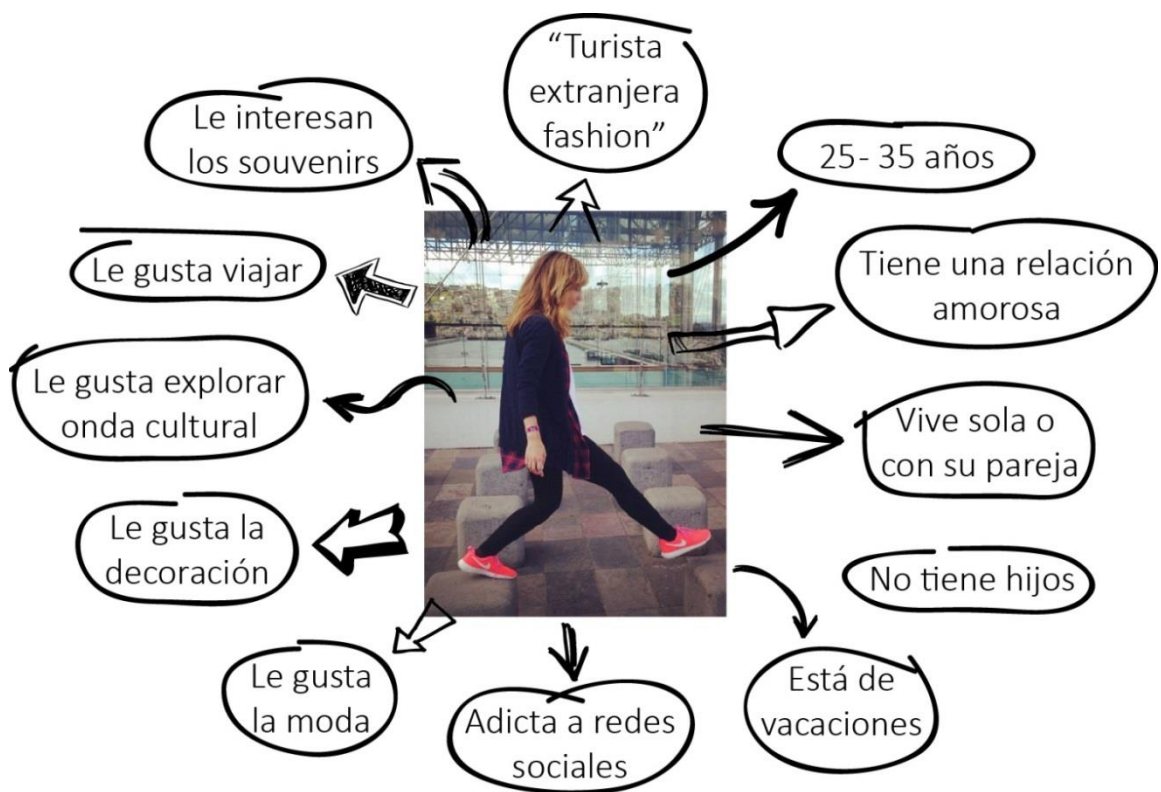 “Turista
extranjera
fashion”
Le interesan
los souvenirs
25- 35 años
Le gusta viajar
Tiene una relación
amorosa
Le gusta explorar
onda cultural
Vive sola o
con su pareja
Le gusta la
decoración
No tiene hijos
Le gusta
la moda
Adicta a redes
sociales
Está de
vacaciones